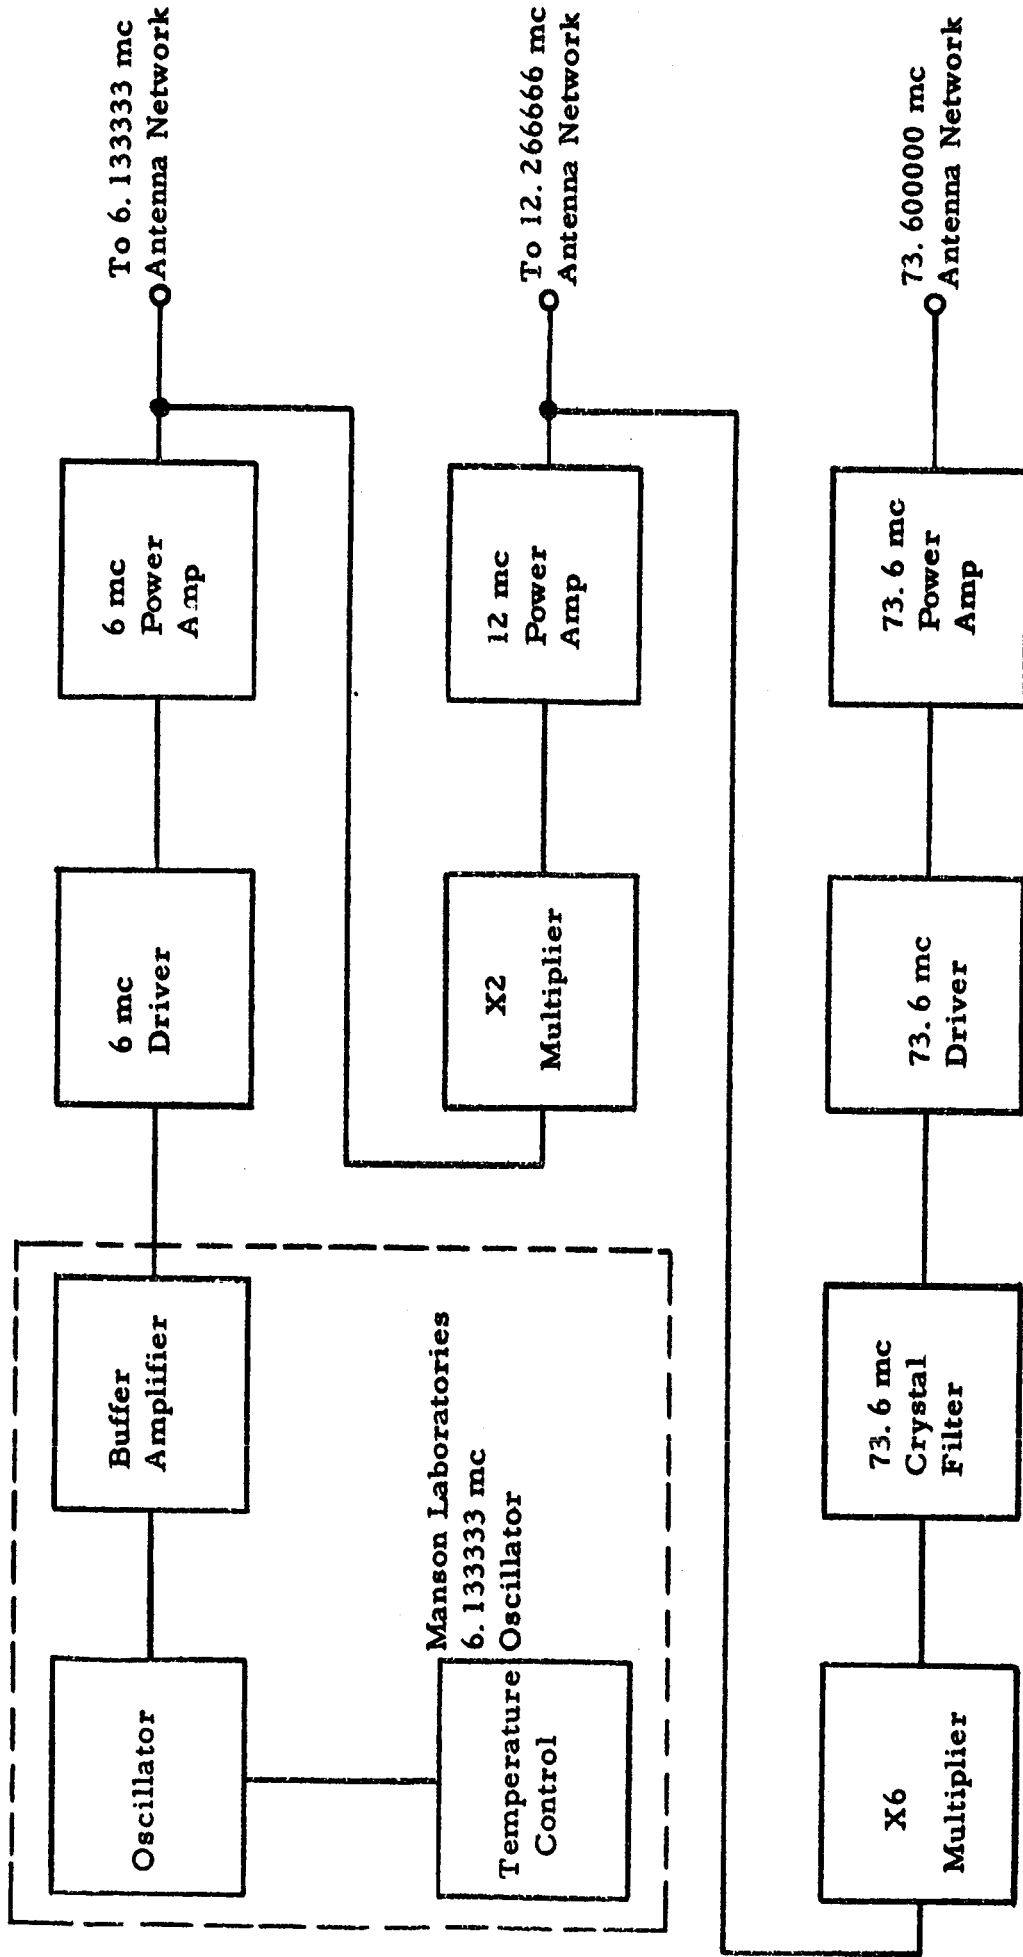 Oscillator
Buffer
Amplifier
6 mc
Driver
6 mc
Power
Amp
To 6.133333 mc
Antenna Network
Temperature
Control
Manson Laboratories
6.133333 mc
Oscillator
X2
Multiplier
12 mc
Power
Amp
To 12.266666 mc
Antenna Network
X6
Multiplier
73.6 mc
Crystal
Filter
73.6 mc
Driver
73.6 mc
Power
Amp
73.600000 mc
Antenna Network